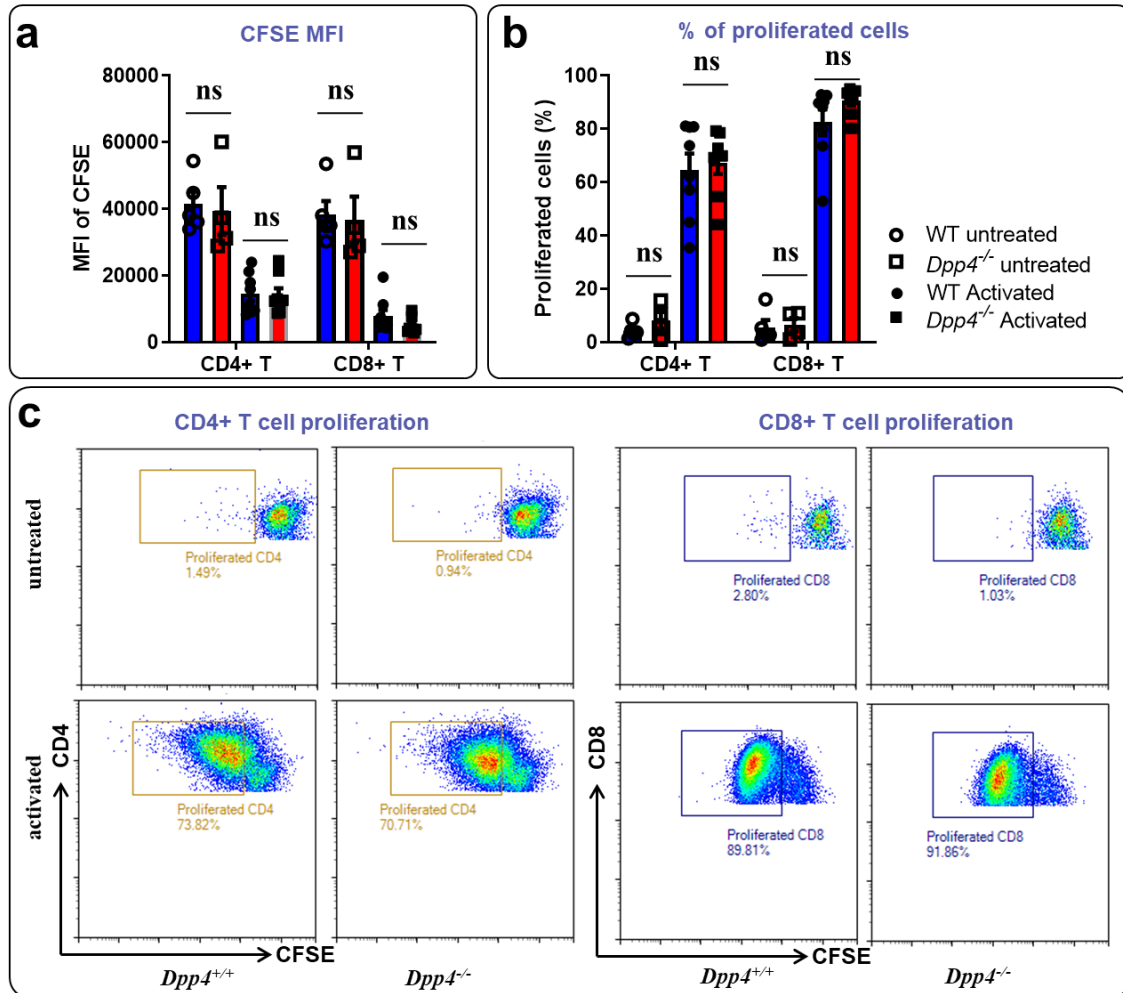 a
CFSE MFI
80000
60000
40000
20000
0
MFI of CFSE
ns
ns
ns
ns
CD4+ T
CD8+ T
b
% of proliferated cells
100
80
60
40
20
0
Proliferated cells (%)
ns
ns
ns
ns
CD4+ T
CD8+ T
WT untreated
Dpp4-/- untreated
WT Activated
Dpp4-/- Activated
c
CD4+ T cell proliferation
CD8+ T cell proliferation
untreated
Proliferated CD4
1.49%
Proliferated CD4
0.94%
Proliferated CD8
2.80%
Proliferated CD8
1.03%
activated
CD4
Proliferated CD4
73.82%
Proliferated CD4
70.71%
CD8
Proliferated CD8
89.81%
Proliferated CD8
91.86%
CFSE
CFSE
Dpp4+/+
Dpp4-/-
Dpp4+/+
Dpp4-/-